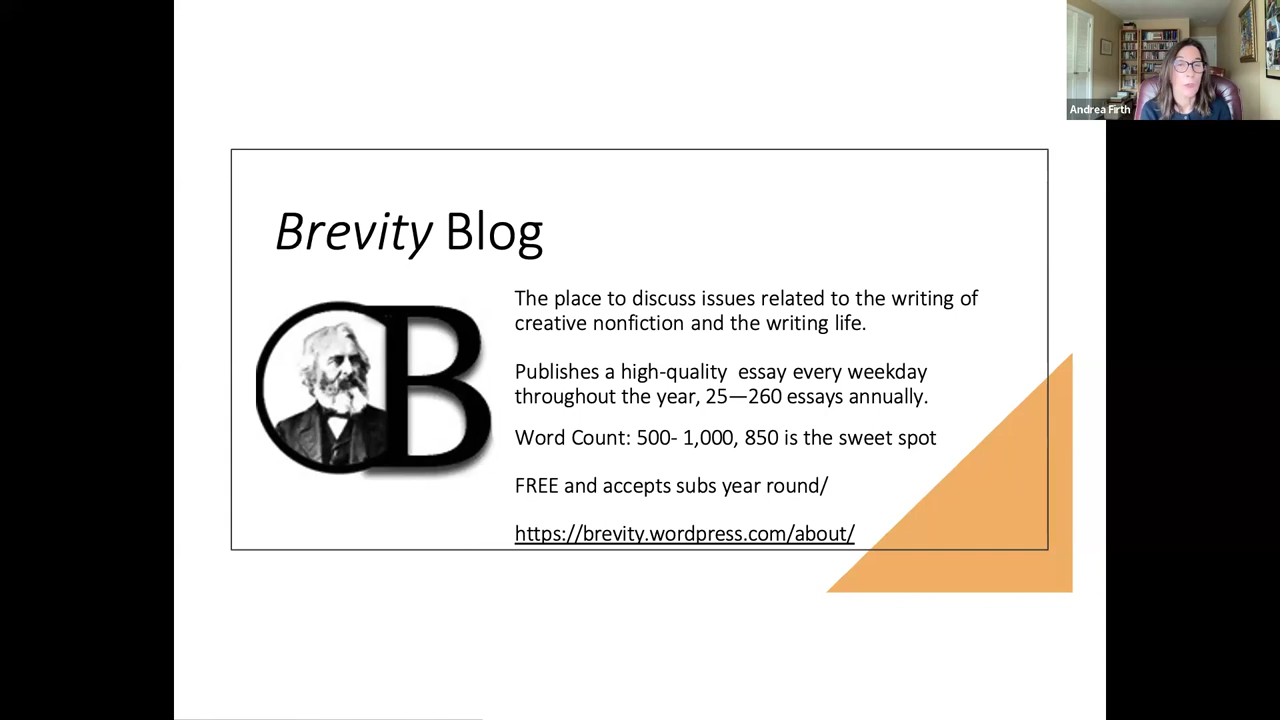 Andrea Firth
Brevity Blog
B
The place to discuss issues related to the writing of
creative nonfiction and the writing life.
Publishes a high-quality  essay every weekday
throughout the year, 25—260 essays annually.
Word Count: 500- 1,000, 850 is the sweet spot
FREE and accepts subs year round/
https://brevity.wordpress.com/about/